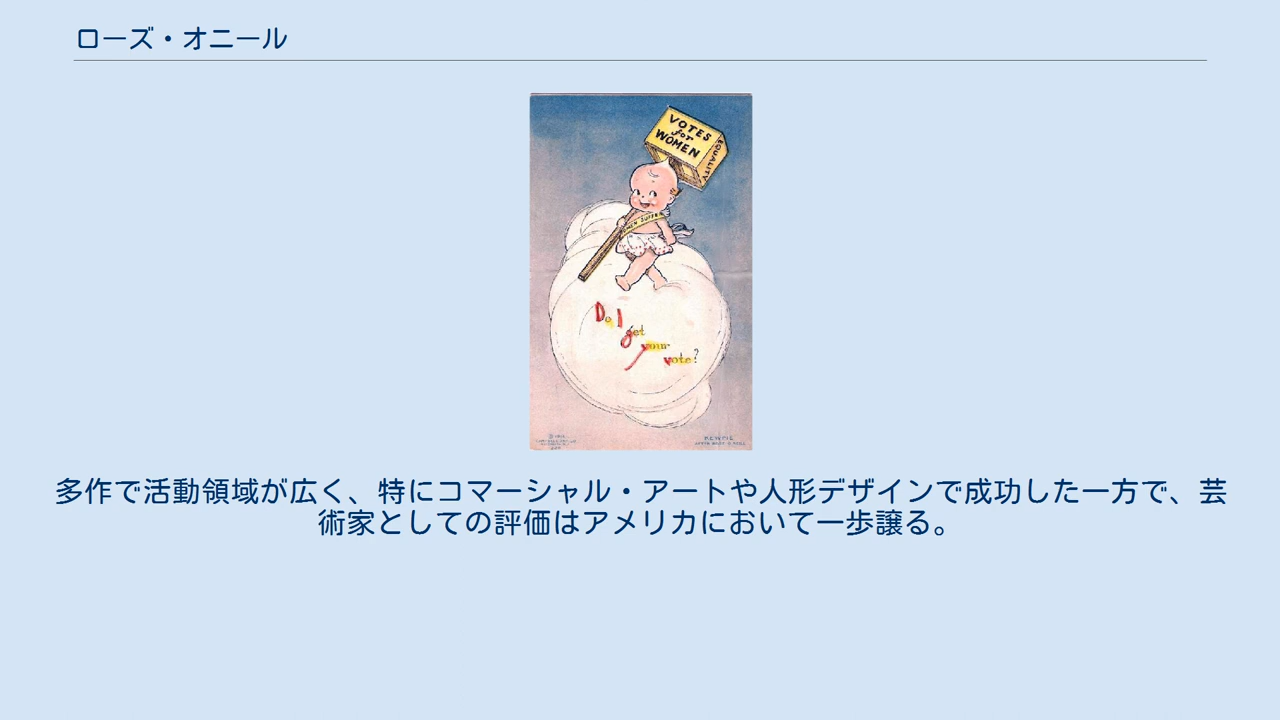 ローズ・オニール
VOTES
for
WOMEN
EQUALITY
Do I
get
your
vote?
KEWPIE
多作で活動領域が広く、特にコマーシャル・アートや人形デザインで成功した一方で、芸
術家としての評価はアメリカにおいて一歩譲る。